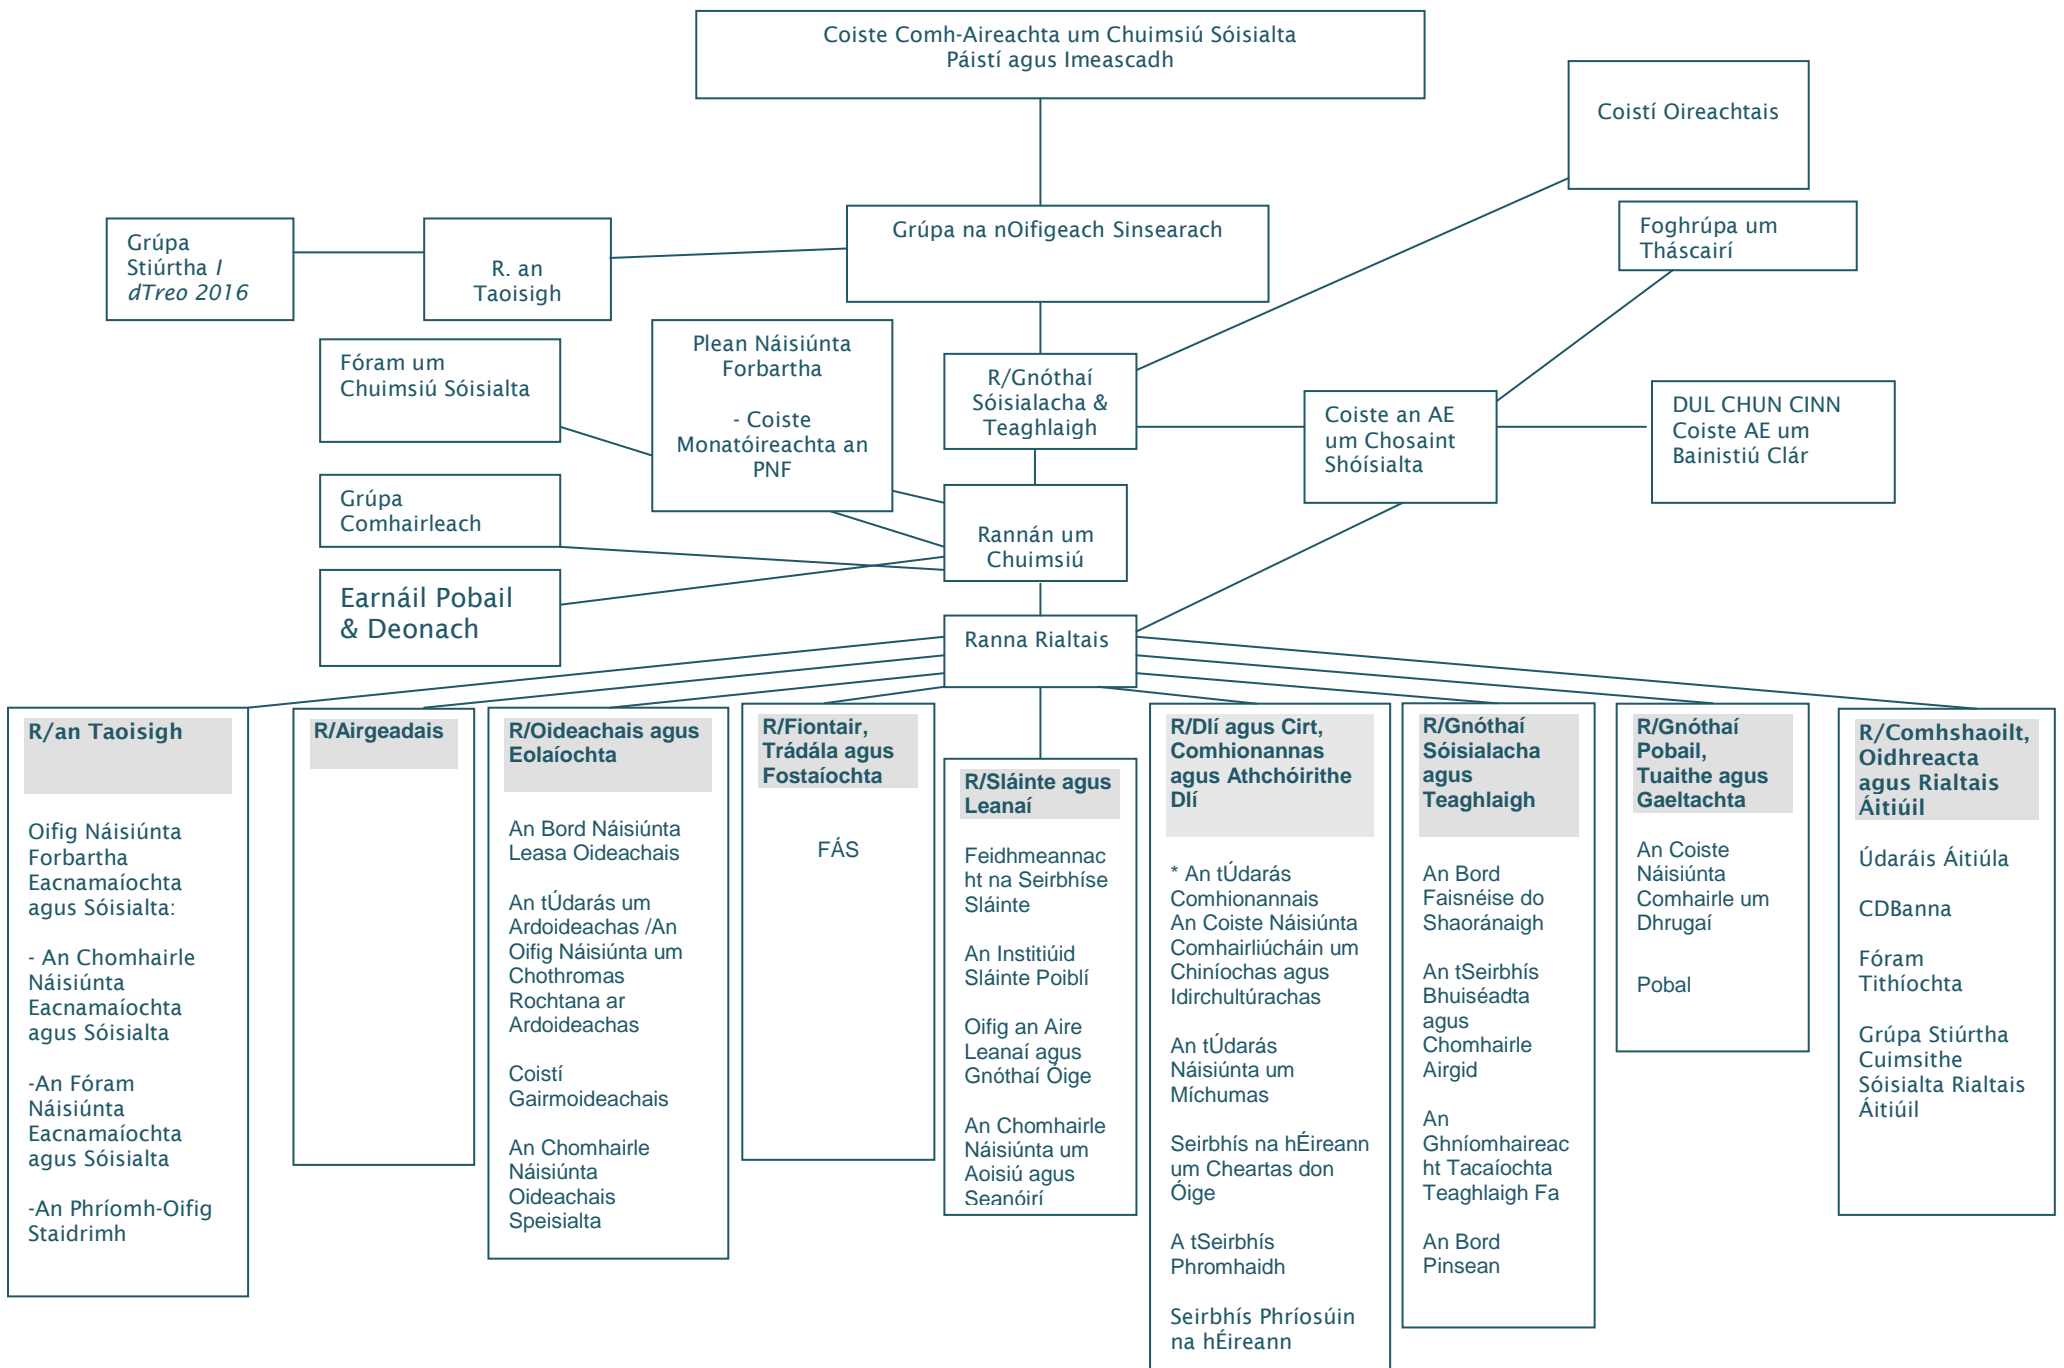 Coiste Comh-Aireachta um Chuimsiú Sóisialta
Páistí agus Imeascadh
Coistí Oireachtais
Grúpa
Stiúrtha I
dTreo 2016
R. an
Taoisigh
Grúpa na nOifigeach Sinsearach
Foghrúpa um
Tháscairí
Fóram um
Chuimsiú Sóisialta
Plean Náisiúnta
Forbartha
- Coiste
Monatóireachta an
PNF
R/Gnóthaí
Sóisialacha &
Teaghlaigh
Coiste an AE
um Chosaint
Shóísialta
DUL CHUN CINN
Coiste AE um
Bainistiú Clár
Grúpa
Comhairleach
Rannán um
Chuimsiú
Earnáil Pobail
& Deonach
Ranna Rialtais
R/an Taoisigh
Oifig Náisiúnta
Forbartha
Eacnamaíochta
agus Sóisialta:
- An Chomhairle
Náisiúnta
Eacnamaíochta
agus Sóisialta
-An Fóram
Náisiúnta
Eacnamaíochta
agus Sóisialta
-An Phríomh-Oifig
Staidrimh
R/Airgeadais
R/Oideachais agus
Eolaíochta
An Bord Náisiúnta
Leasa Oideachais
An tÚdarás um
Ardoideachas /An
Oifig Náisiúnta um
Chothromas
Rochtana ar
Ardoideachas
Coistí
Gairmoideachais
An Chomhairle
Náisiúnta
Oideachais
Speisialta
R/Fiontair,
Trádála agus
Fostaíochta
FÁS
R/Sláinte agus
Leanaí
Feidhmeannac
ht na Seirbhíse
Sláinte
An Institiúid
Sláinte Poiblí
Oifig an Aire
Leanaí agus
Gnóthaí Óige
An Chomhairle
Náisiúnta um
Aoisiú agus
Seanóirí
R/Dlí agus Cirt,
Comhionannas
agus Athchóirithe
Dlí
* An tÚdarás
Comhionannais
An Coiste Náisiúnta
Comhairliúcháin um
Chiníochas agus
Idirchultúrachas
An tÚdarás
Náisiúnta um
Míchumas
Seirbhís na hÉireann
um Cheartas don
Óige
A tSeirbhís
Phromhaidh
Seirbhís Phríosúin
na hÉireann
R/Gnóthaí
Sóisialacha
agus
Teaghlaigh
An Bord
Faisnéise do
Shaoránaigh
An tSeirbhís
Bhuiséadta
agus
Chomhairle
Airgid
An
Ghníomhaireac
ht Tacaíochta
Teaghlaigh Fa
An Bord
Pinsean
R/Gnóthaí
Pobail,
Tuaithe agus
Gaeltachta
An Coiste
Náisiúnta
Comhairle um
Dhrugaí
Pobal
R/Comhshaoilt,
Oidhreacta
agus Rialtais
Áitiúil
Údaráis Áitiúla
CDBanna
Fóram
Tithíochta
Grúpa Stiúrtha
Cuimsithe
Sóisialta Rialtais
Áitiúil